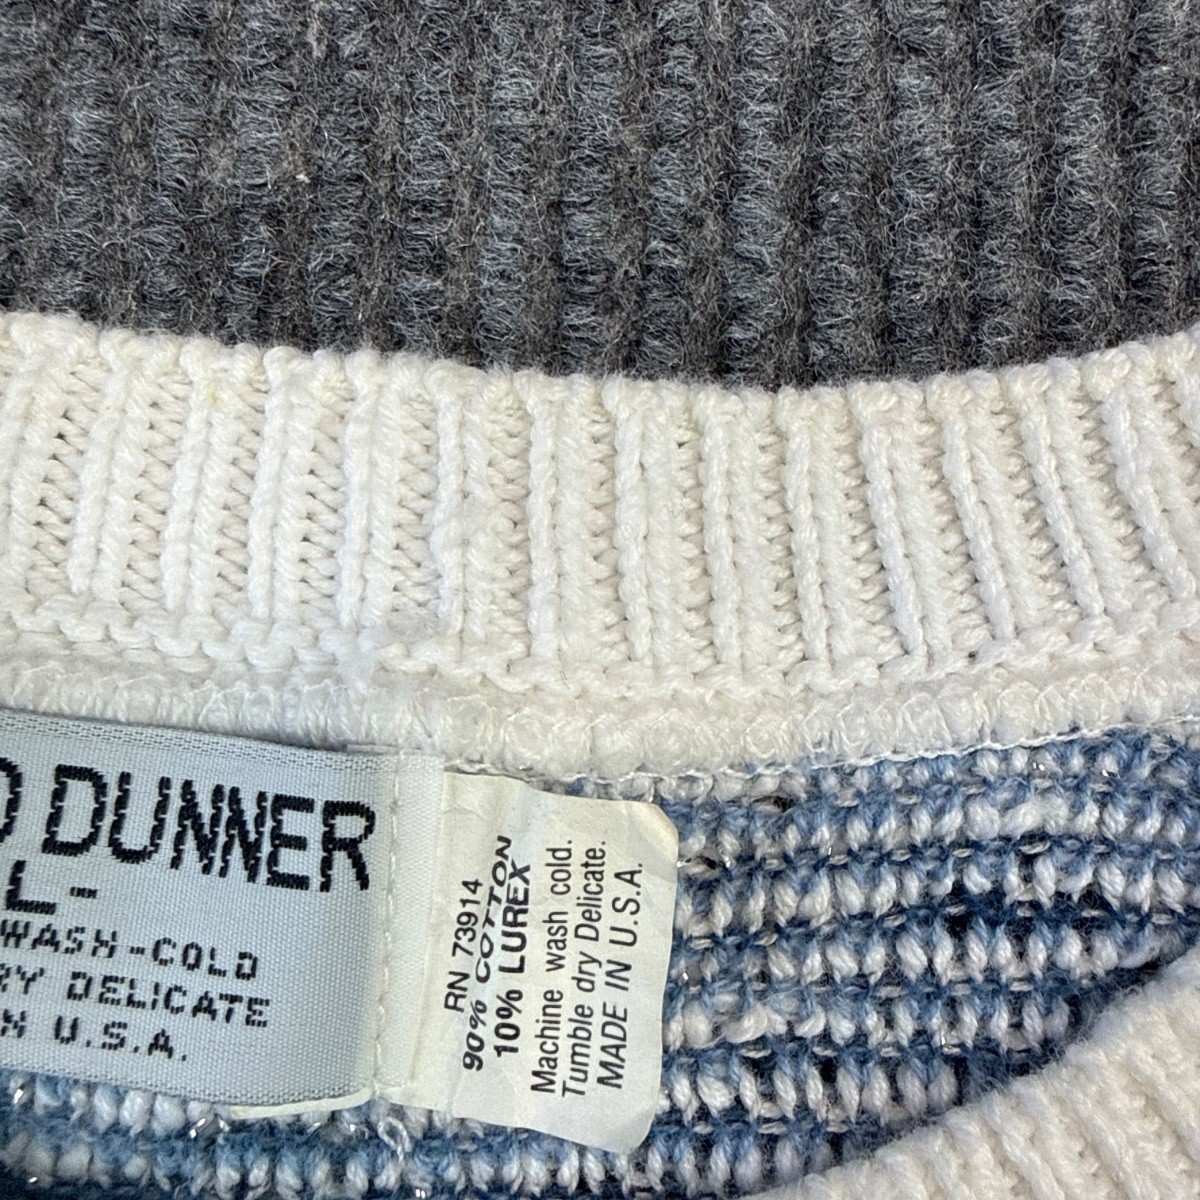 DUNNER
L-
WASH-COLD
RY DELICATE
N U.S.A.
RN 73914
90% COTTON
10% LUREX
Machine wash cold.
Tumble dry Delicate.
MADE IN U.S.A.